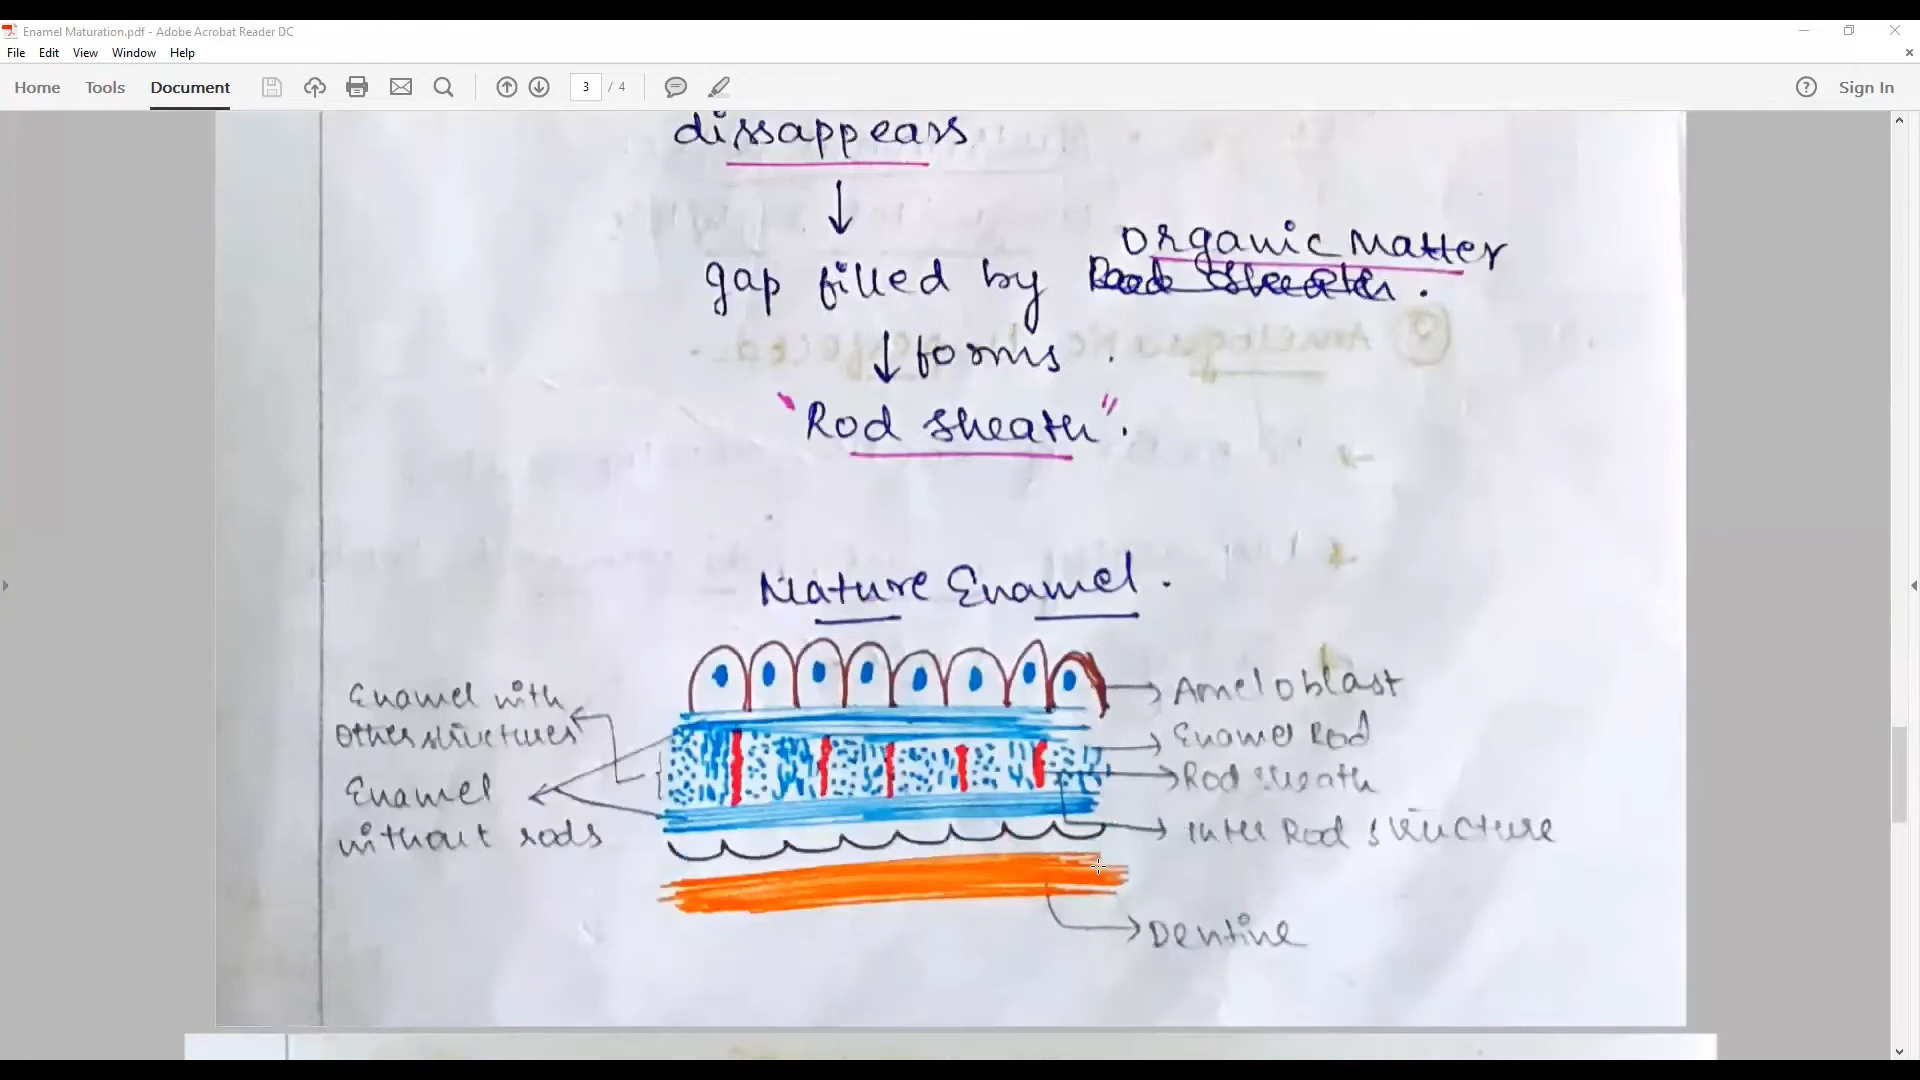 Enamel Maturation.pdf - Adobe Acrobat Reader DC
File Edit View Window Help
Home Tools Document 3 / 4 Sign In
dissappears
gap filled by Rod Sheath.
Organic Matter
forms.
"Rod sheath".
Mature Enamel.
Enamel with
other structures
Enamel
without rods
Ameloblast
Enamel Rod
Rod sheath
Inter Rod structure
Dentine